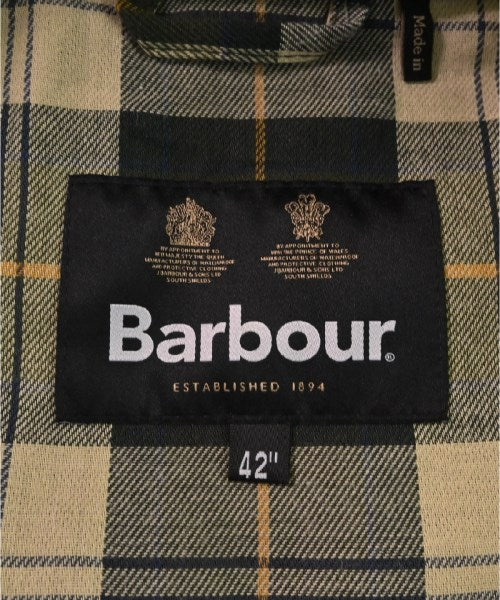 Made in
BY APPOINTMENT TO
HER MAJESTY THE QUEEN
MANUFACTURERS OF WATERPROOF
AND PROTECTIVE CLOTHING
J.BARBOUR & SONS LTD
SOUTH SHIELDS
BY APPOINTMENT TO
HRH THE PRINCE OF WALES
MANUFACTURERS OF WATERPROOF
AND PROTECTIVE CLOTHING
J.BARBOUR & SONS LTD
SOUTH SHIELDS
Barbour®
ESTABLISHED 1894
42"